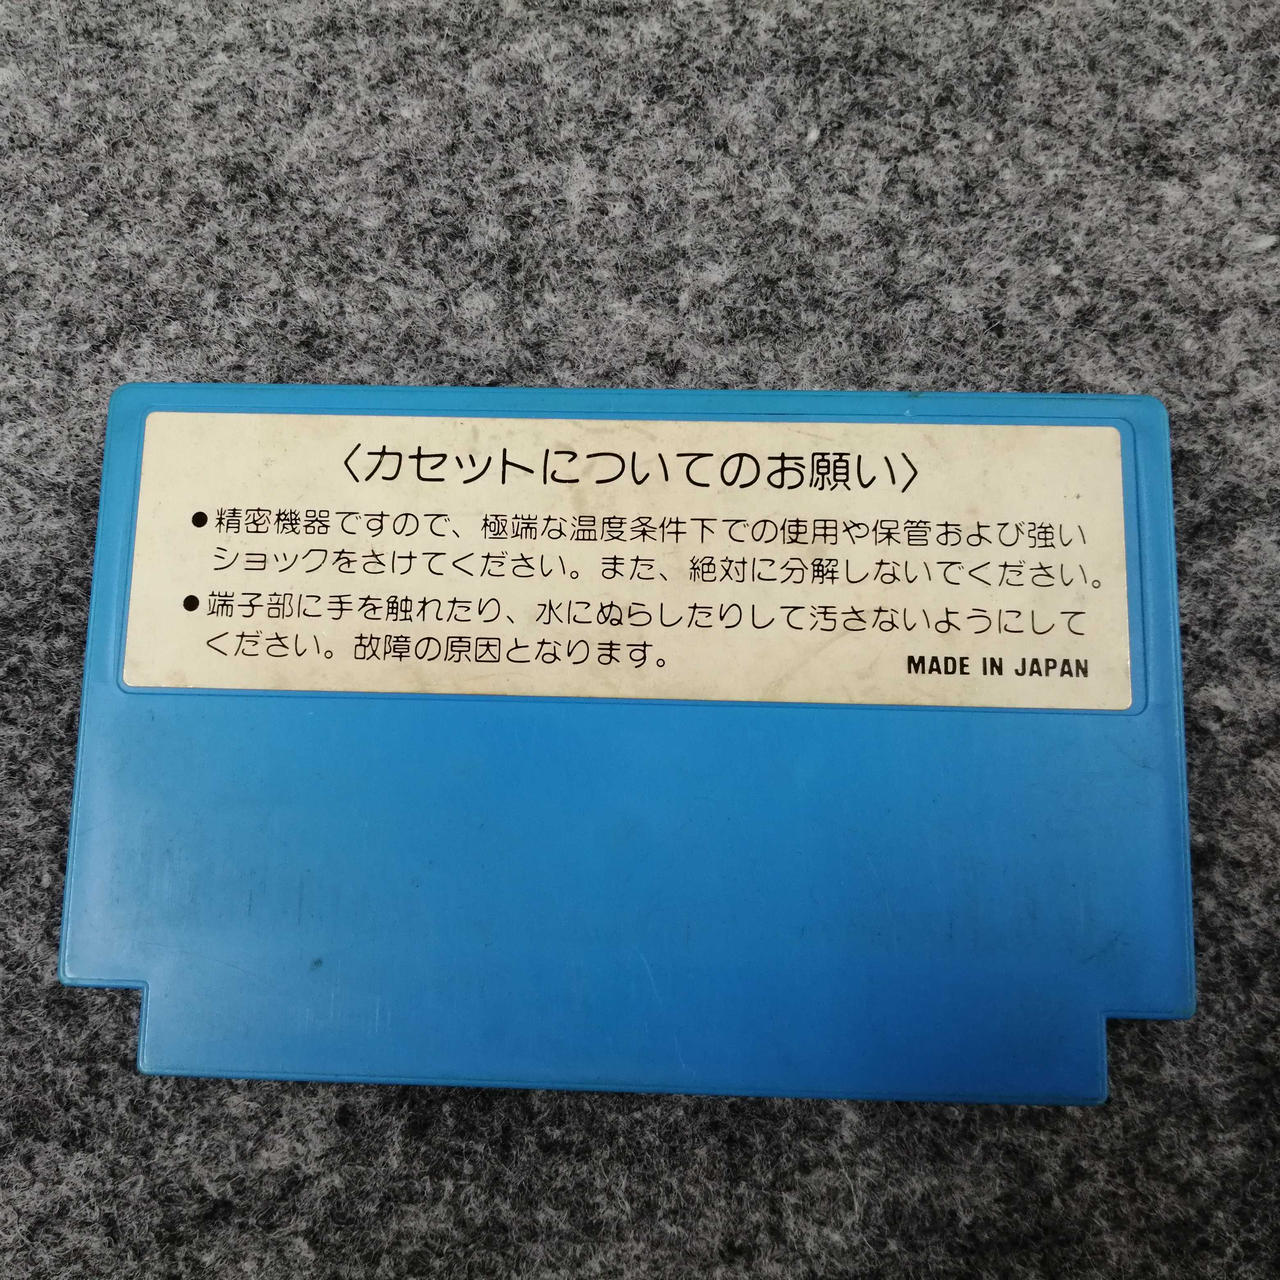 〈カセットについてのお願い〉
●精密機器ですので、極端な温度条件下での使用や保管および強い
ショックをさけてください。また、絶対に分解しないでください。
●端子部に手を触れたり、水にぬらしたりして汚さないようにして
ください。故障の原因となります。
MADE IN JAPAN